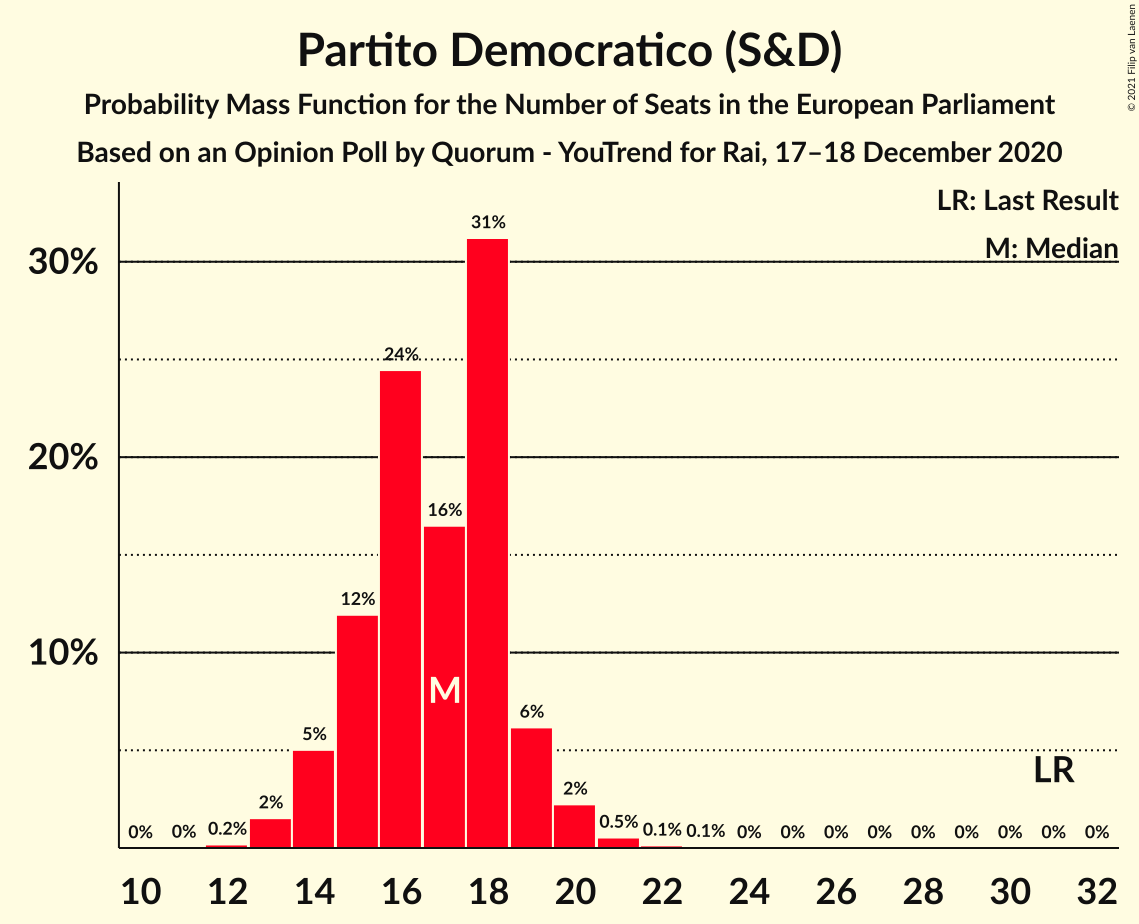 Partito Democratico (S&D)
Probability Mass Function for the Number of Seats in the European Parliament
Based on an Opinion Poll by Quorum - YouTrend for Rai, 17–18 December 2020
© 2021 Filip van Laenen
LR: Last Result
M: Median
30%
20%
10%
0% 0% 0.2% 2% 5% 12% 24% 16% 31% 6% 2% 0.5% 0.1% 0.1% 0% 0% 0% 0% 0% 0% 0% 0% 0%
M
LR
10 12 14 16 18 20 22 24 26 28 30 32